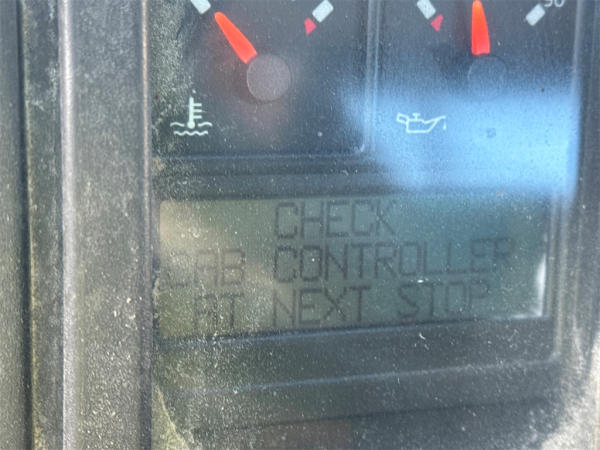 CHECK
CAB CONTROLLER
AT NEXT STOP